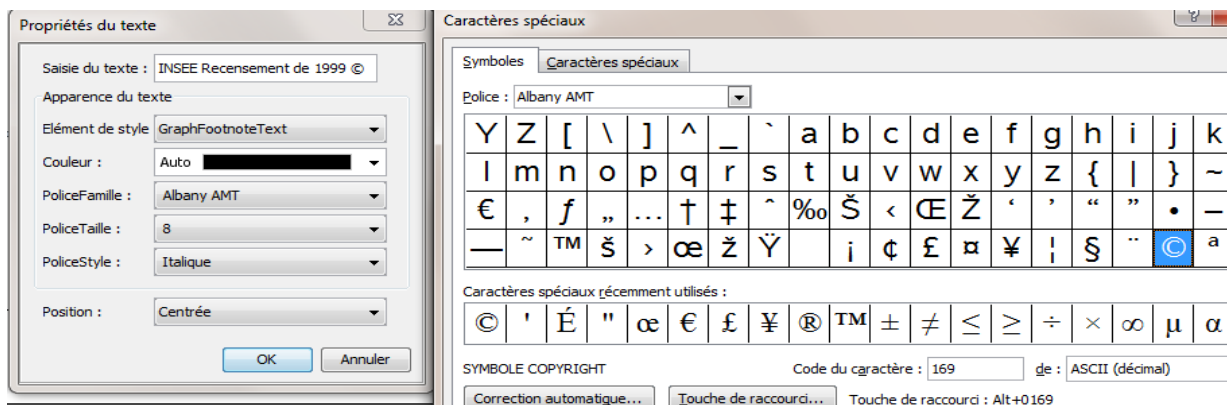 Propriétés du texte
Saisie du texte : INSEE Recensement de 1999 ©
Apparence du texte
Elément de style GraphFootnoteText
Couleur : Auto
PoliceFamille : Albany AMT
PoliceTaille : 8
PoliceStyle : Italique
Position : Centrée
OK Annuler
Caractères spéciaux
Symboles Caractères spéciaux
Police : Albany AMT
Y Z [ \ ] ^ _ ` a b c d e f g h i j k
l m n o p q r s t u v w x y z { | } ~
€ ‚ ƒ „ … † ‡ ˆ ‰ Š ‹ Œ Ž ‘ ’ “ ” • –
— ˜ ™ š › œ ž Ÿ ¡ ¢ £ ¤ ¥ ¦ § ¨ © ª
Caractères spéciaux récemment utilisés :
© ' É " œ € £ ¥ ® ™ ± ≠ ≤ ≥ ÷ × ∞ µ α
SYMBOLE COPYRIGHT Code du caractère : 169 de : ASCII (décimal)
Correction automatique... Touche de raccourci... Touche de raccourci : Alt+0169